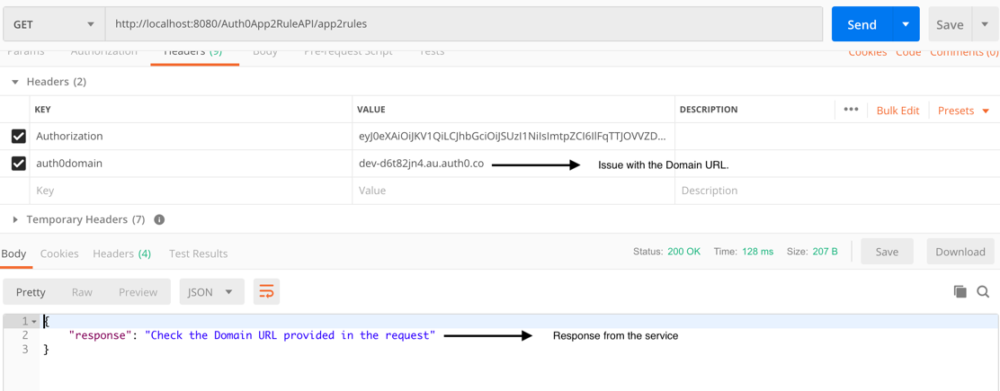 GET http://localhost:8080/Auth0App2RuleAPI/app2rules Send Save
Params Authorization Headers (9) Body Pre-request Script Tests Cookies Code Comments (0)
Headers (2)
KEY VALUE DESCRIPTION ••• Bulk Edit Presets
Authorization eyJ0eXAiOiJKV1QiLCJhbGciOiJSUzI1NiIsImtpZCI6IlFqTTJOVVZD...
auth0domain dev-d6t82jn4.au.auth0.co Issue with the Domain URL.
Key Value Description
Temporary Headers (7)
Body Cookies Headers (4) Test Results Status: 200 OK Time: 128 ms Size: 207 B Save Download
Pretty Raw Preview JSON
1 {
2 "response": "Check the Domain URL provided in the request" Response from the service
3 }